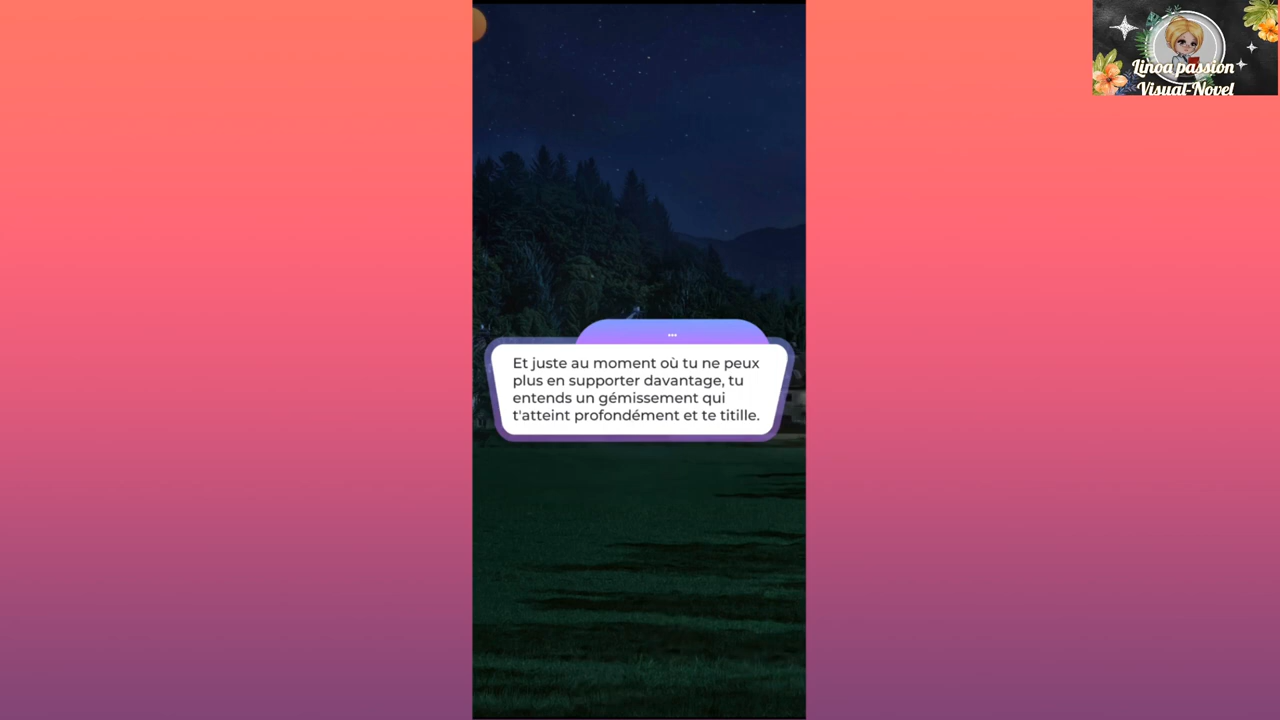 Linoa passion
Visual-Novel
...
Et juste au moment où tu ne peux
plus en supporter davantage, tu
entends un gémissement qui
t'atteint profondément et te titille.